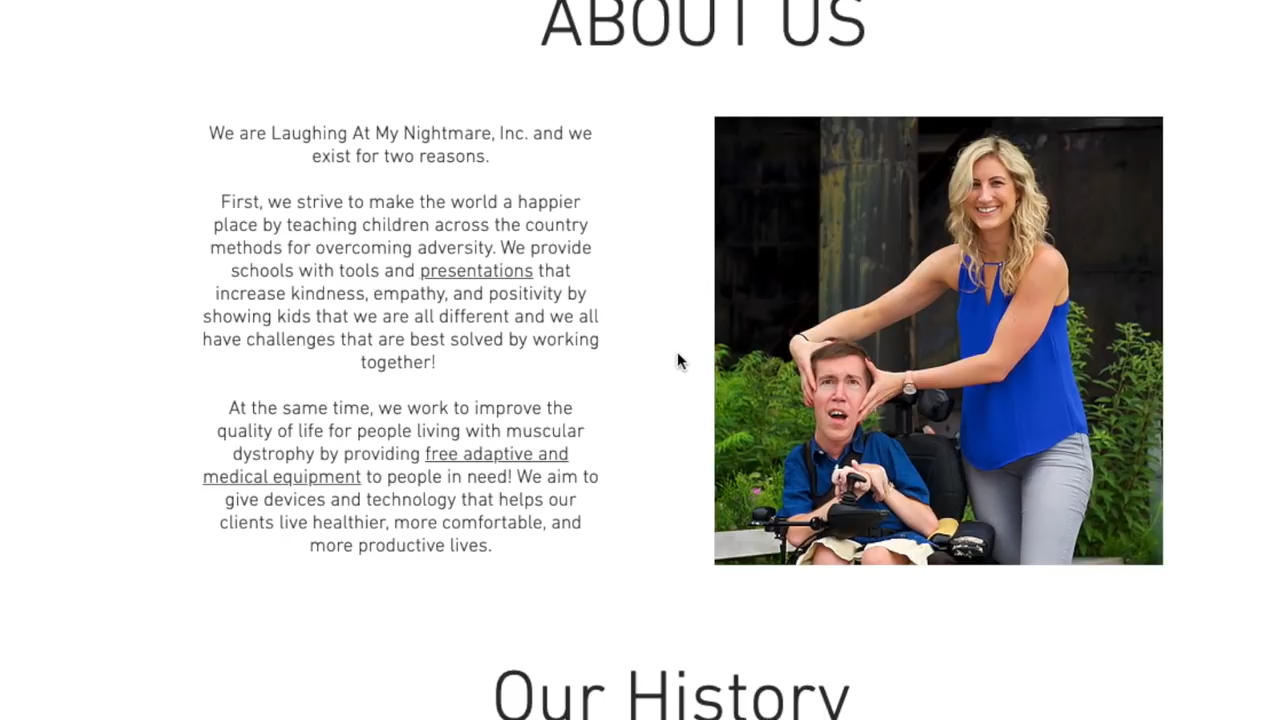 ABOUT US
We are Laughing At My Nightmare, Inc. and we
exist for two reasons.
First, we strive to make the world a happier
place by teaching children across the country
methods for overcoming adversity. We provide
schools with tools and presentations that
increase kindness, empathy, and positivity by
showing kids that we are all different and we all
have challenges that are best solved by working
together!
At the same time, we work to improve the
quality of life for people living with muscular
dystrophy by providing free adaptive and
medical equipment to people in need! We aim to
give devices and technology that helps our
clients live healthier, more comfortable, and
more productive lives.
Our History